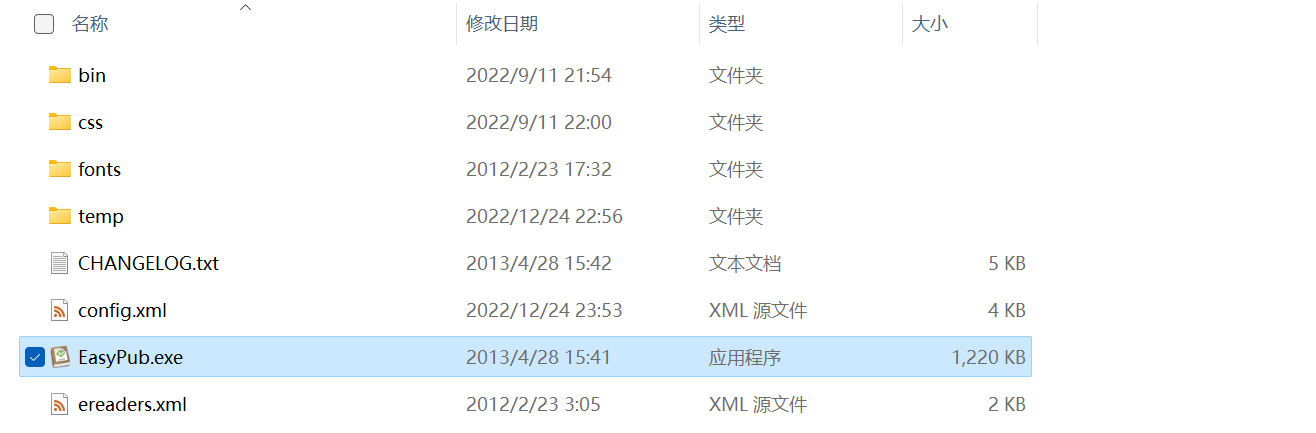 名称 修改日期 类型 大小
bin 2022/9/11 21:54 文件夹
css 2022/9/11 22:00 文件夹
fonts 2012/2/23 17:32 文件夹
temp 2022/12/24 22:56 文件夹
CHANGELOG.txt 2013/4/28 15:42 文本文档 5 KB
config.xml 2022/12/24 23:53 XML 源文件 4 KB
EasyPub.exe 2013/4/28 15:41 应用程序 1,220 KB
ereaders.xml 2012/2/23 3:05 XML 源文件 2 KB